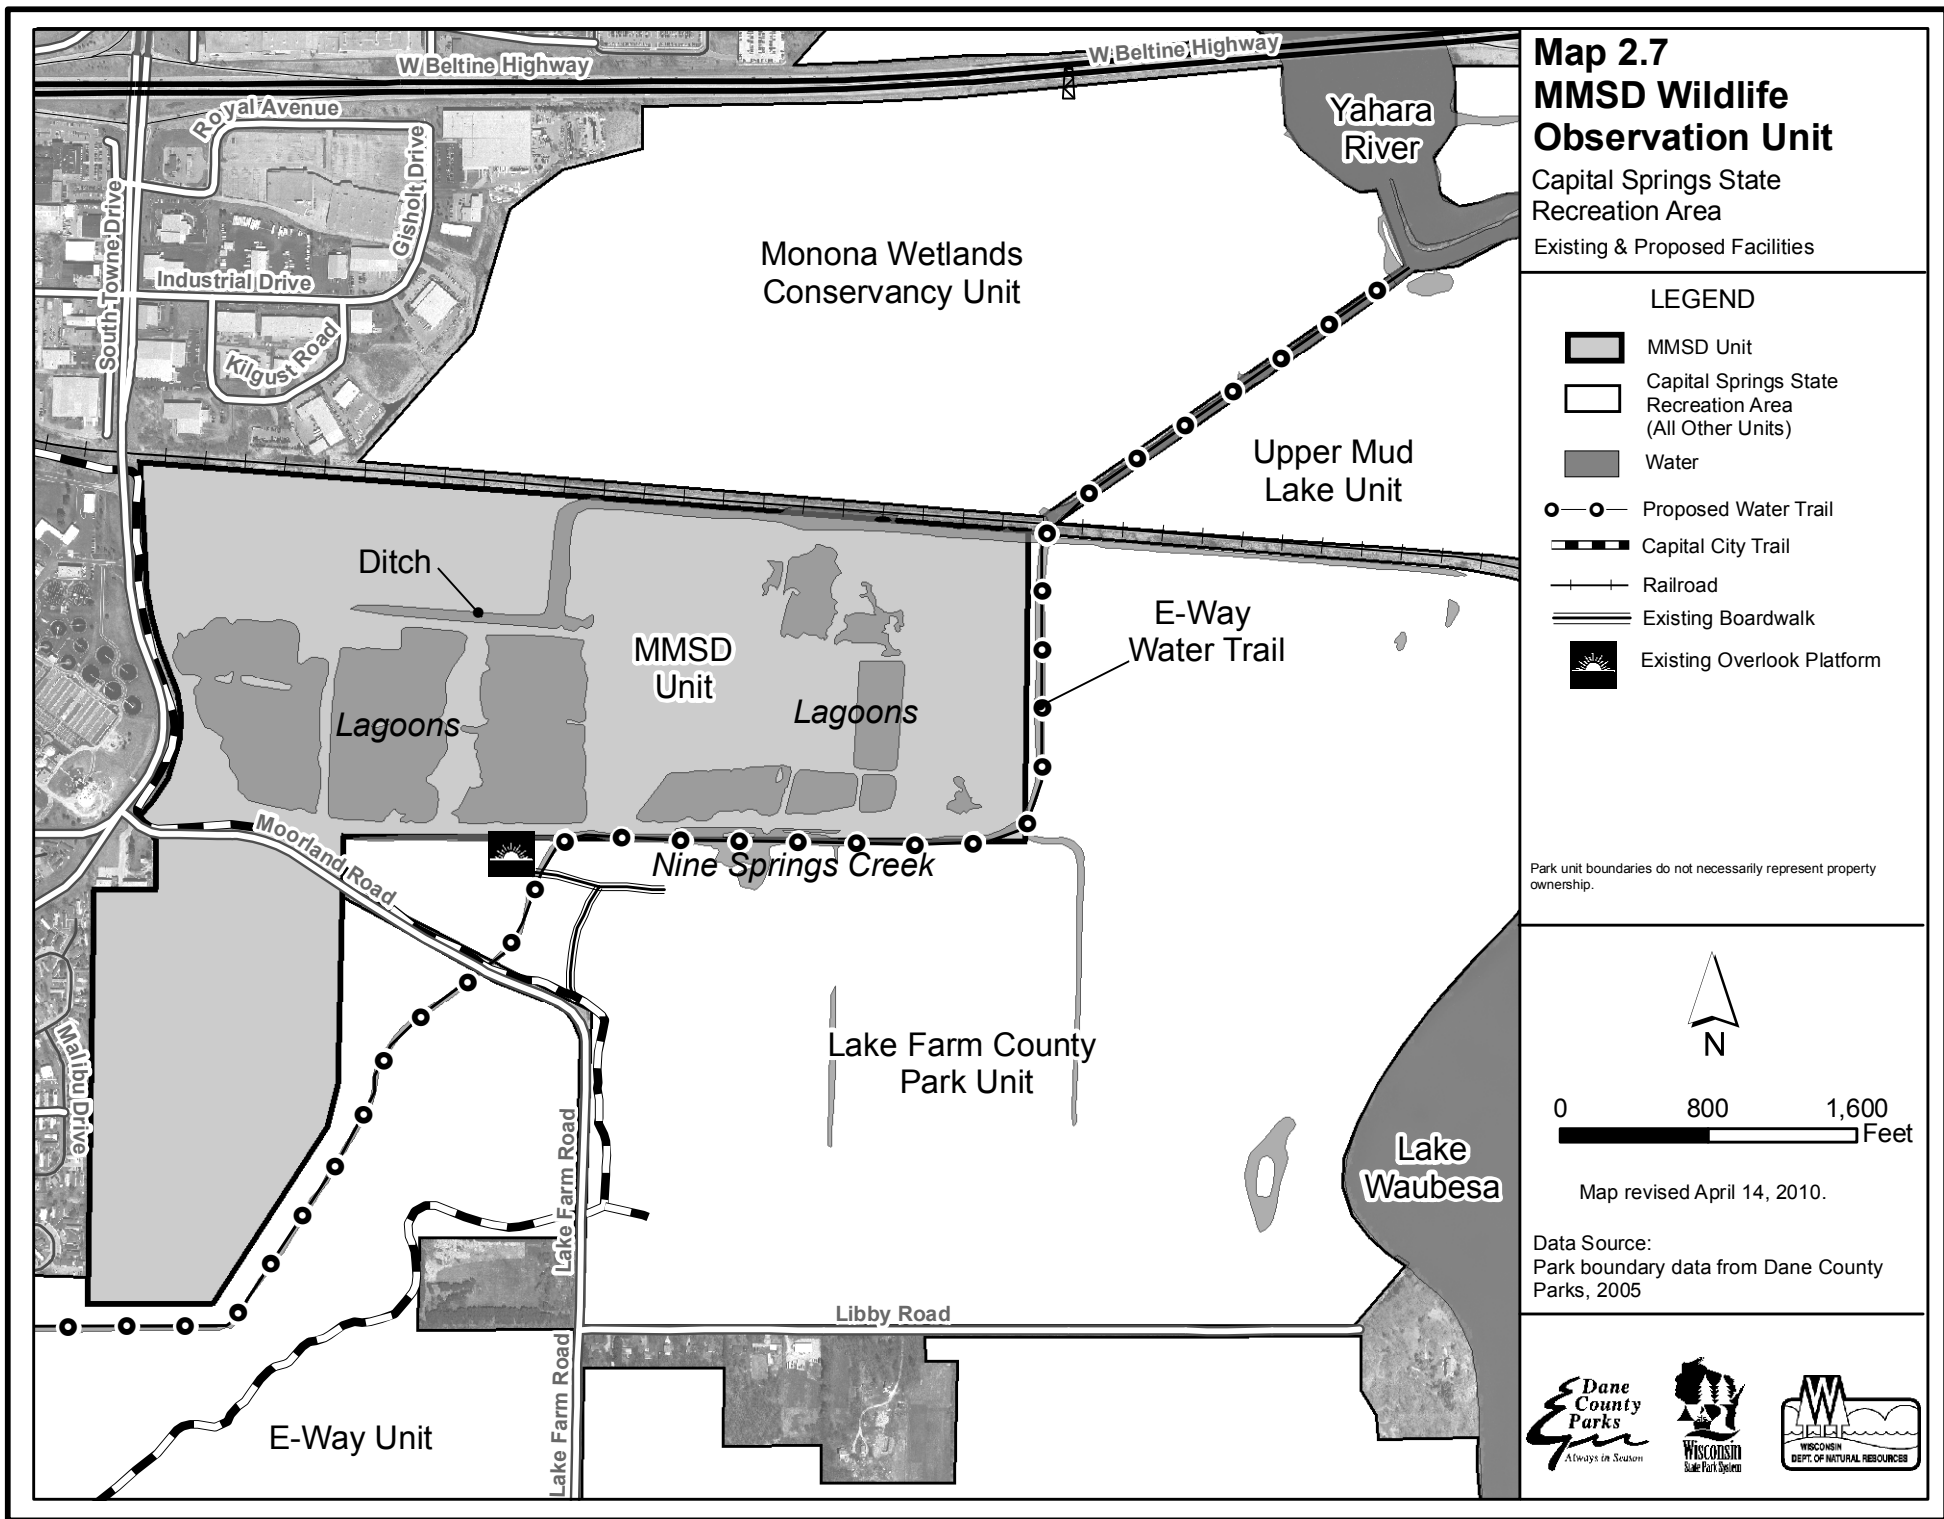 W Beltine Highway
W Beltine Highway
Royal Avenue
Gisholt Drive
South Towne Drive
Industrial Drive
Kilgust Road
Yahara
River
Monona Wetlands
Conservancy Unit
Upper Mud
Lake Unit
Ditch
MMSD
Unit
E-Way
Water Trail
Lagoons
Lagoons
Moorland Road
Nine Springs Creek
Malibu Drive
Lake Farm County
Park Unit
Lake Farm Road
Lake
Waubesa
Libby Road
Lake Farm Road
E-Way Unit
Map 2.7
MMSD Wildlife
Observation Unit
Capital Springs State
Recreation Area
Existing & Proposed Facilities
LEGEND
MMSD Unit
Capital Springs State
Recreation Area
(All Other Units)
Water
Proposed Water Trail
Capital City Trail
Railroad
Existing Boardwalk
Existing Overlook Platform
Park unit boundaries do not necessarily represent property
ownership.
N
0 800 1,600
Feet
Map revised April 14, 2010.
Data Source:
Park boundary data from Dane County
Parks, 2005
Dane
County
Parks
Always in Season
Wisconsin
State Park System
W
WISCONSIN
DEPT. OF NATURAL RESOURCES